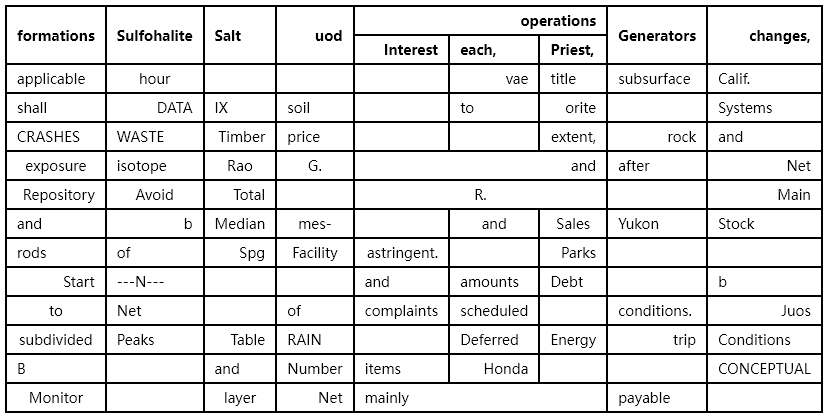 operations
formations Sulfohalite Salt uod Generators changes,
Interest each, Priest,
applicable hour vae title subsurface Calif.
shall DATA IX soil to orite Systems
CRASHES WASTE Timber price extent, rock and
exposure isotope Rao G. and after Net
Repository Avoid Total R. Main
and b Median mes- and Sales Yukon Stock
rods of Spg Facility astringent. Parks
Start ---N--- and amounts Debt b
to Net of complaints scheduled conditions. Juos
subdivided Peaks Table RAIN Deferred Energy trip Conditions
B and Number items Honda CONCEPTUAL
Monitor layer Net mainly payable